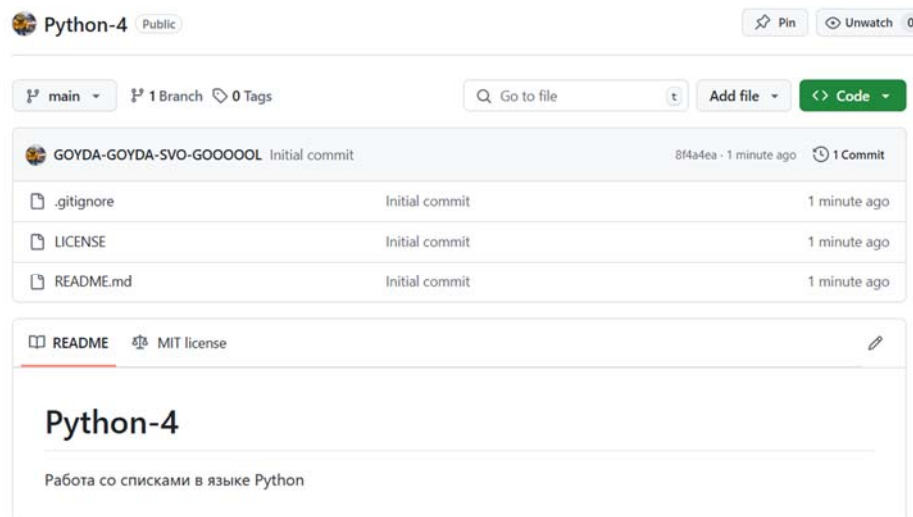 Python-4 Public Pin Unwatch 0
main 1 Branch 0 Tags Go to file t Add file Code
GOYDA-GOYDA-SVO-GOOOOOL Initial commit 8f4a4ea · 1 minute ago 1 Commit
.gitignore Initial commit 1 minute ago
LICENSE Initial commit 1 minute ago
README.md Initial commit 1 minute ago
README MIT license
Python-4
Работа со списками в языке Python